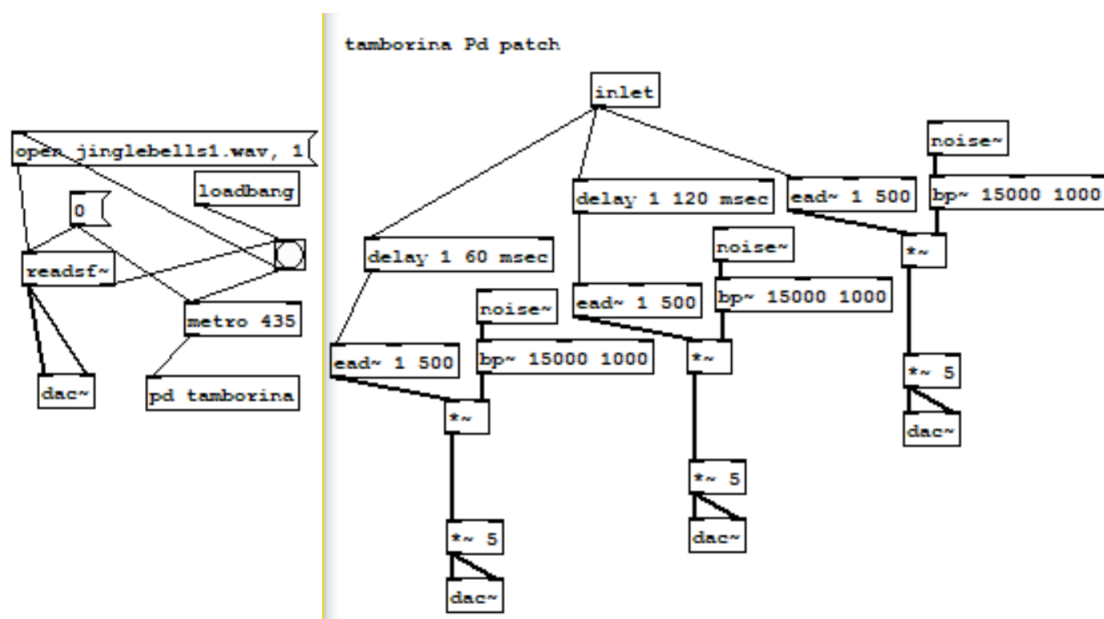 tamborina Pd patch
open jinglebells1.wav, 1
loadbang
0
readsf~
metro 435
dac~
pd tamborina
inlet
noise~
delay 1 120 msec
ead~ 1 500
bp~ 15000 1000
*~
delay 1 60 msec
noise~
ead~ 1 500
bp~ 15000 1000
noise~
*~
ead~ 1 500
bp~ 15000 1000
*~ 5
*~
dac~
*~ 5
dac~
*~ 5
dac~